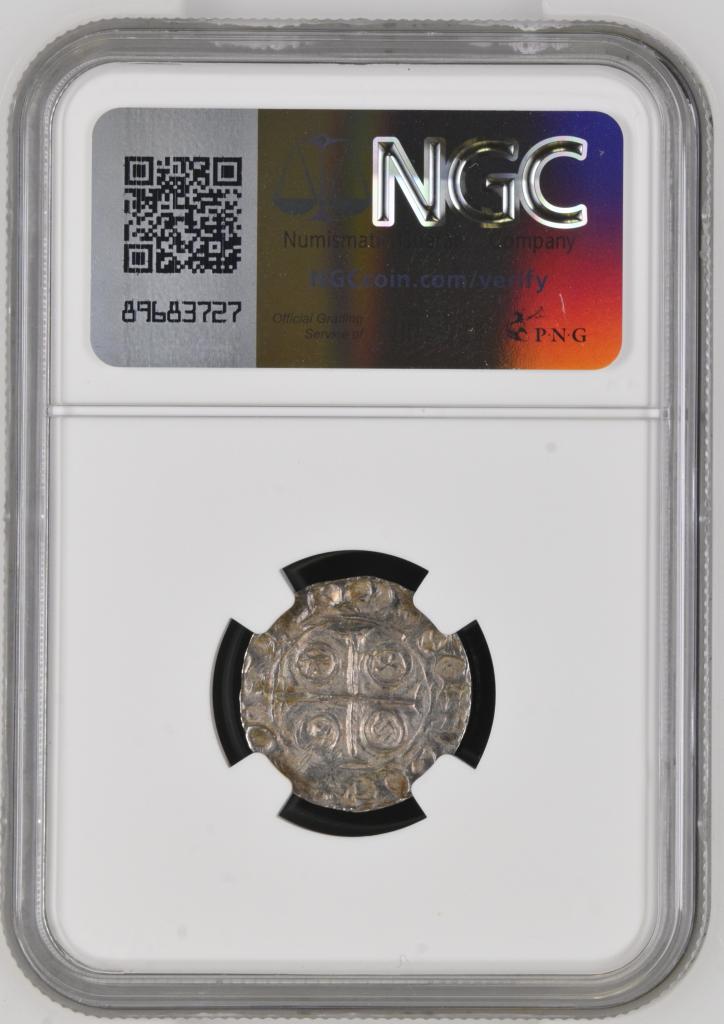 NGC
Numismatic Guaranty Company
NGCcoin.com/verify
89683727
Official Grading
Service of
P·N·G